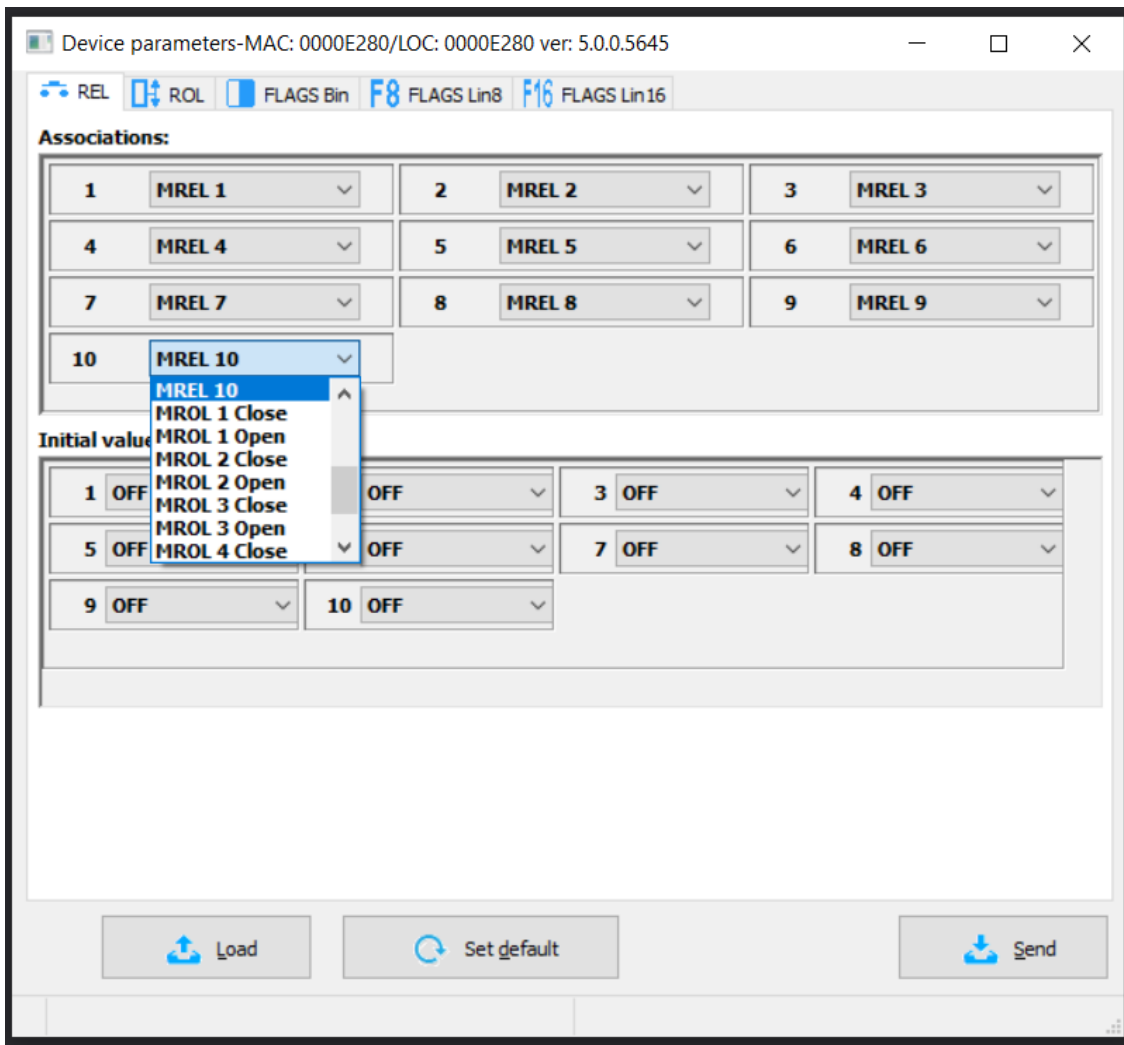 Device parameters-MAC: 0000E280/LOC: 0000E280 ver: 5.0.0.5645
REL ROL FLAGS Bin F8 FLAGS Lin8 F16 FLAGS Lin16
Associations:
1 MREL 1 2 MREL 2 3 MREL 3
4 MREL 4 5 MREL 5 6 MREL 6
7 MREL 7 8 MREL 8 9 MREL 9
10 MREL 10
MREL 10
MROL 1 Close
MROL 1 Open
MROL 2 Close
MROL 2 Open
MROL 3 Close
MROL 3 Open
MROL 4 Close
Initial value
1 OFF OFF 3 OFF 4 OFF
5 OFF OFF 7 OFF 8 OFF
9 OFF 10 OFF
Load Set default Send